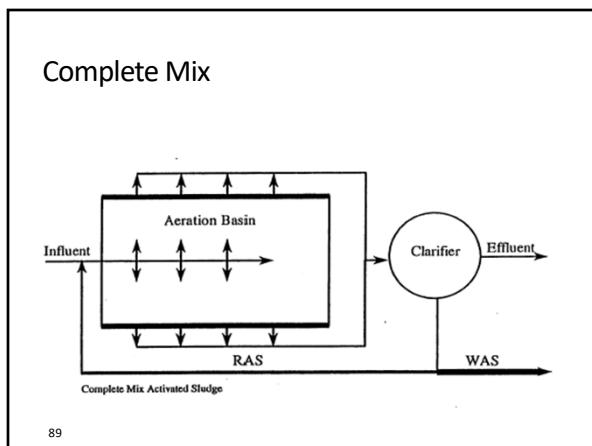 Complete Mix
Aeration Basin
Influent
Clarifier
Effluent
RAS
WAS
Complete Mix Activated Sludge
89